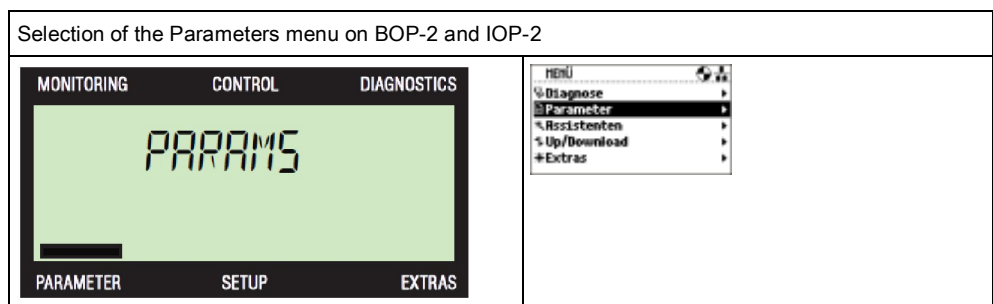 Selection of the Parameters menu on BOP-2 and IOP-2
MONITORING CONTROL DIAGNOSTICS
PARAMS
PARAMETER SETUP EXTRAS
MENÜ
Diagnose
Parameter
Assistenten
Up/Download
Extras